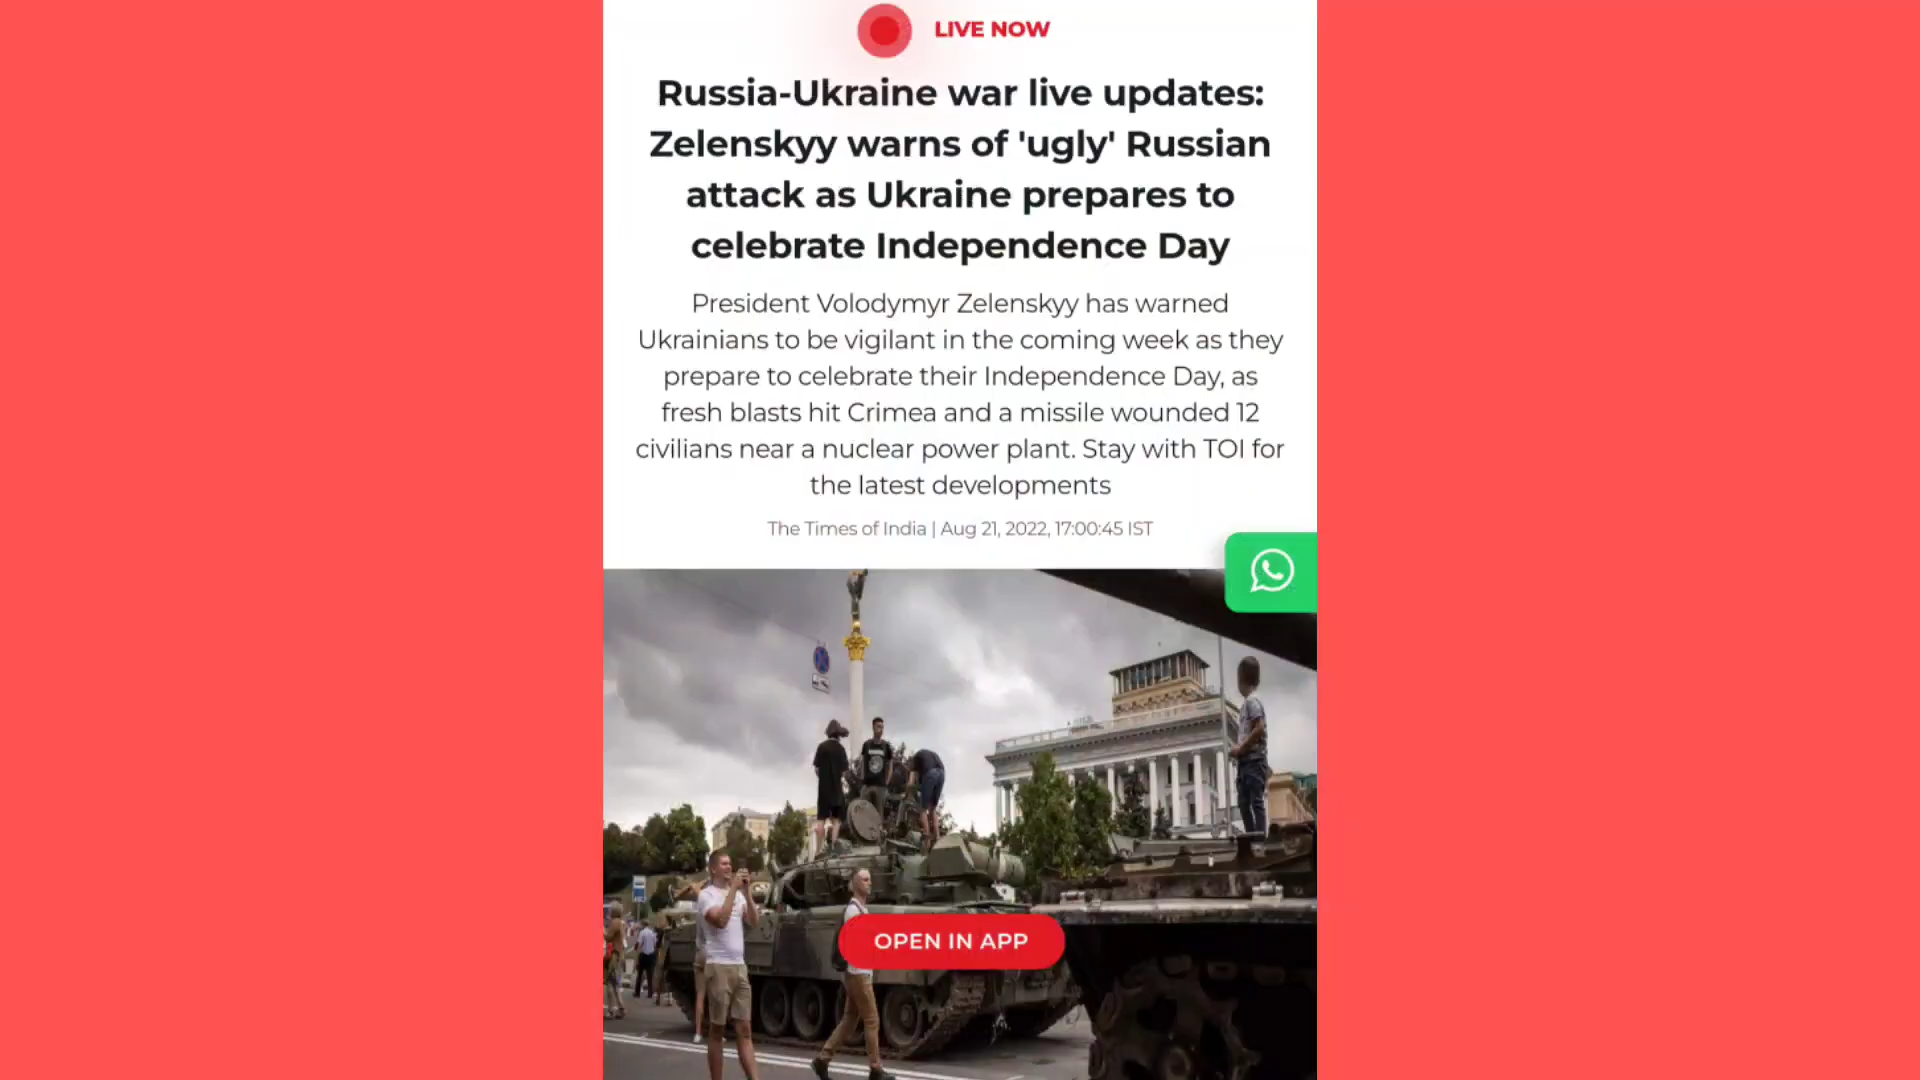 LIVE NOW
Russia-Ukraine war live updates:
Zelenskyy warns of 'ugly' Russian
attack as Ukraine prepares to
celebrate Independence Day
President Volodymyr Zelenskyy has warned
Ukrainians to be vigilant in the coming week as they
prepare to celebrate their Independence Day, as
fresh blasts hit Crimea and a missile wounded 12
civilians near a nuclear power plant. Stay with TOI for
the latest developments
The Times of India | Aug 21, 2022, 17:00:45 IST
OPEN IN APP